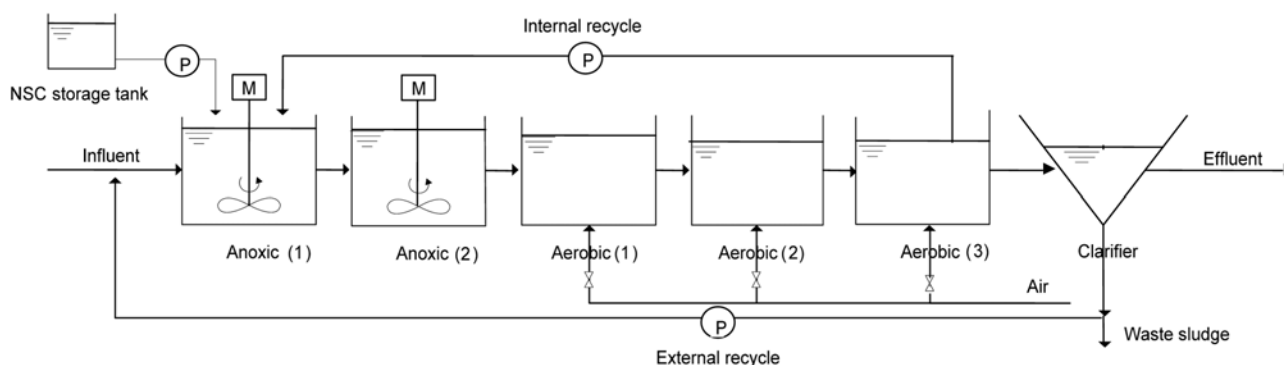 Internal recycle
P
P
NSC storage tank
M
M
Influent
Effluent
Anoxic (1)
Anoxic (2)
Aerobic (1)
Aerobic (2)
Aerobic (3)
Clarifier
Air
P
Waste sludge
External recycle